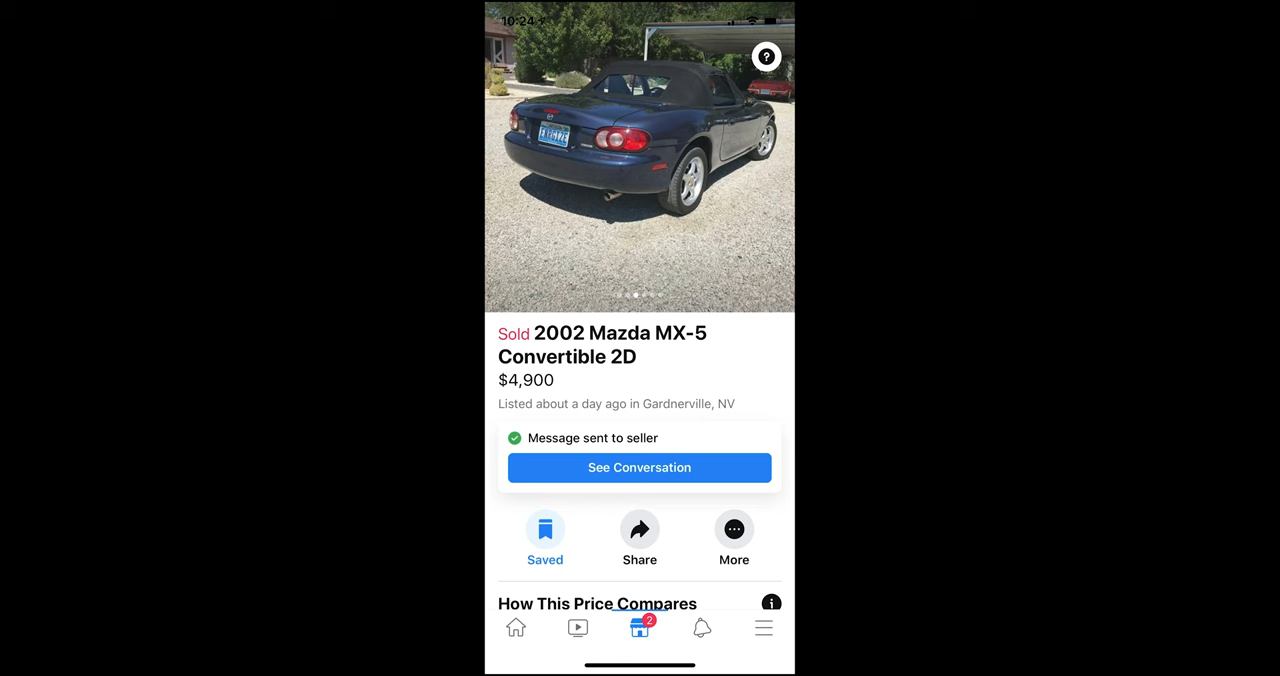 10:24
ENRGIZE
Sold 2002 Mazda MX-5
Convertible 2D
$4,900
Listed about a day ago in Gardnerville, NV
Message sent to seller
See Conversation
Saved
Share
More
How This Price Compares
2